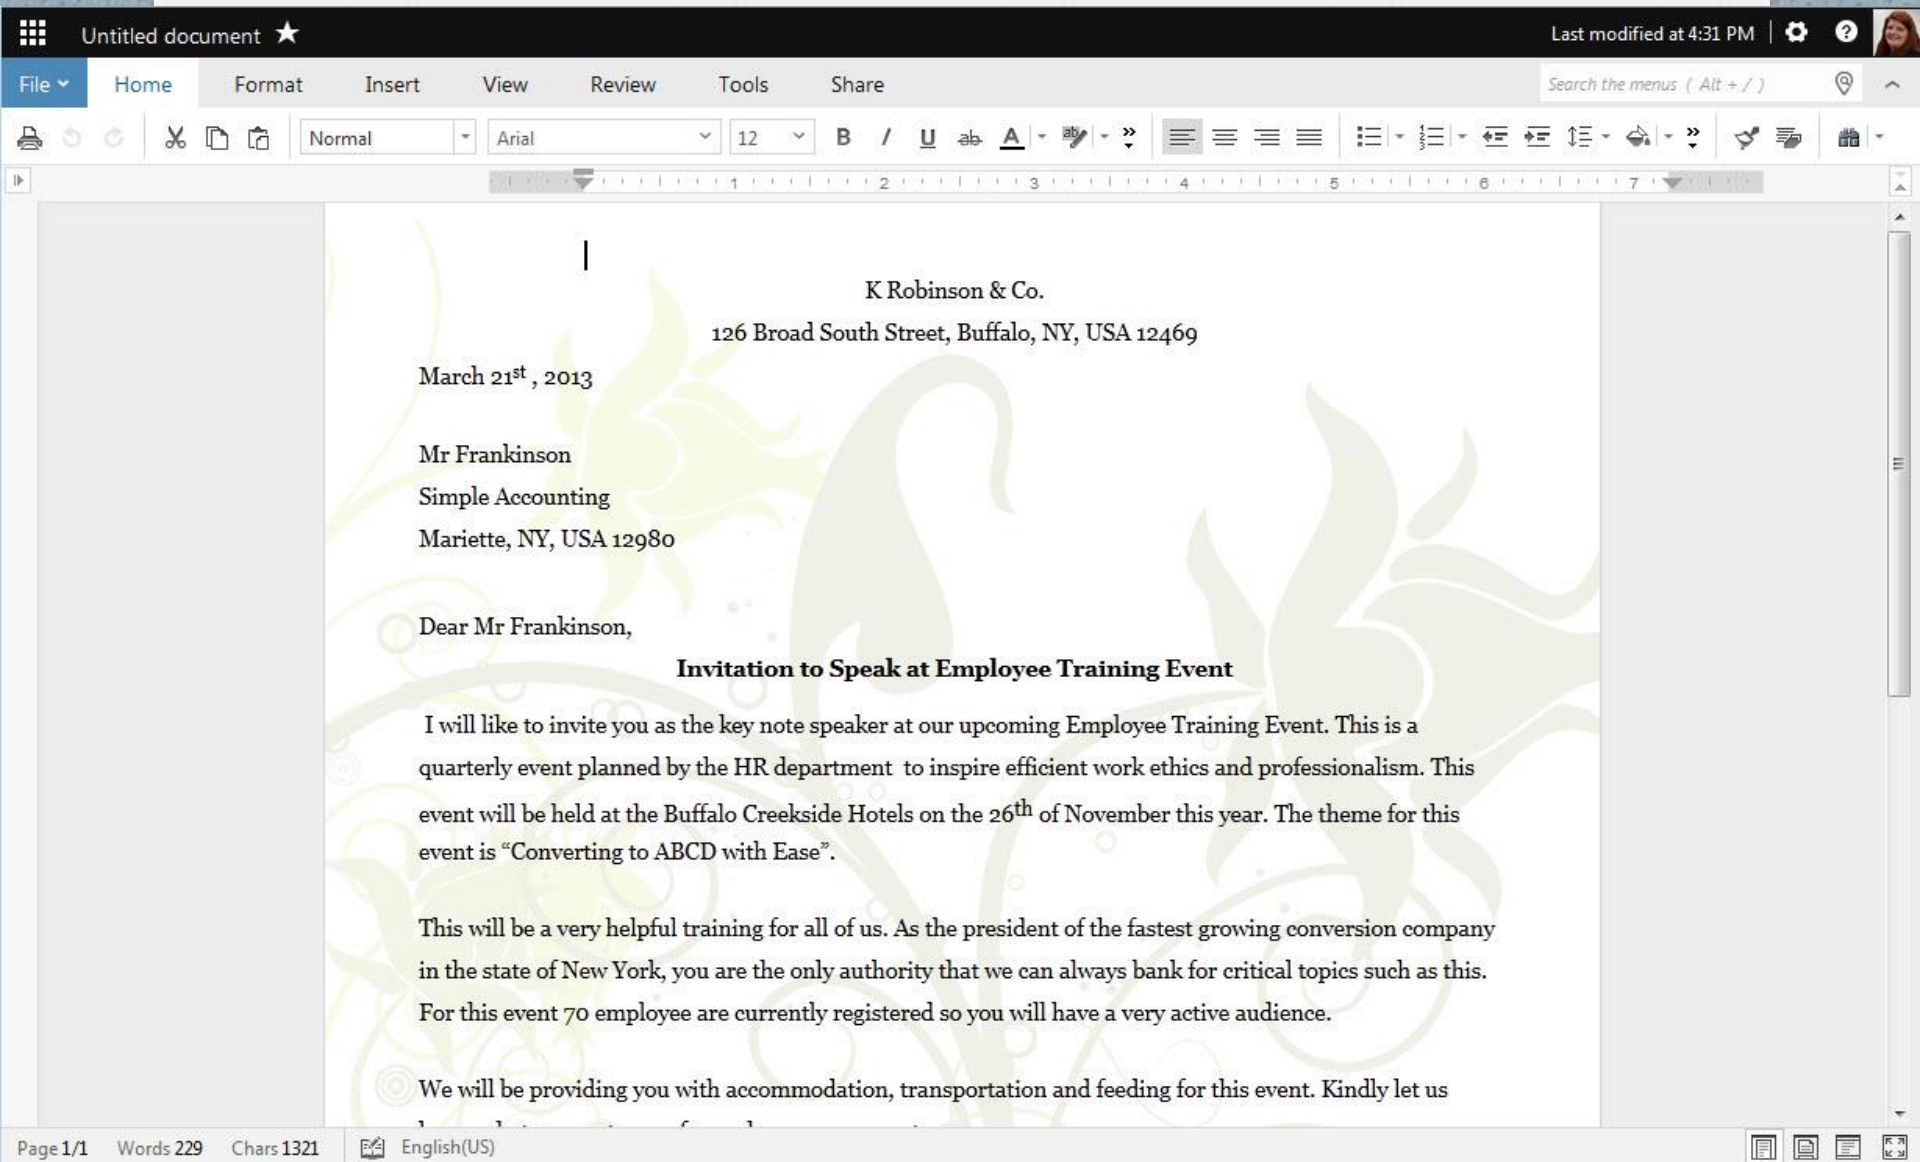 Untitled document
Last modified at 4:31 PM
File Home Format Insert View Review Tools Share
Search the menus ( Alt + / )
Normal Arial 12 B I U ab A ab
1 2 3 4 5 6 7
K Robinson & Co.
126 Broad South Street, Buffalo, NY, USA 12469
March 21st , 2013
Mr Frankinson
Simple Accounting
Mariette, NY, USA 12980
Dear Mr Frankinson,
Invitation to Speak at Employee Training Event
I will like to invite you as the key note speaker at our upcoming Employee Training Event. This is a
quarterly event planned by the HR department  to inspire efficient work ethics and professionalism. This
event will be held at the Buffalo Creekside Hotels on the 26th of November this year. The theme for this
event is “Converting to ABCD with Ease”.
This will be a very helpful training for all of us. As the president of the fastest growing conversion company
in the state of New York, you are the only authority that we can always bank for critical topics such as this.
For this event 70 employee are currently registered so you will have a very active audience.
We will be providing you with accommodation, transportation and feeding for this event. Kindly let us
Page 1/1 Words 229 Chars 1321 English(US)